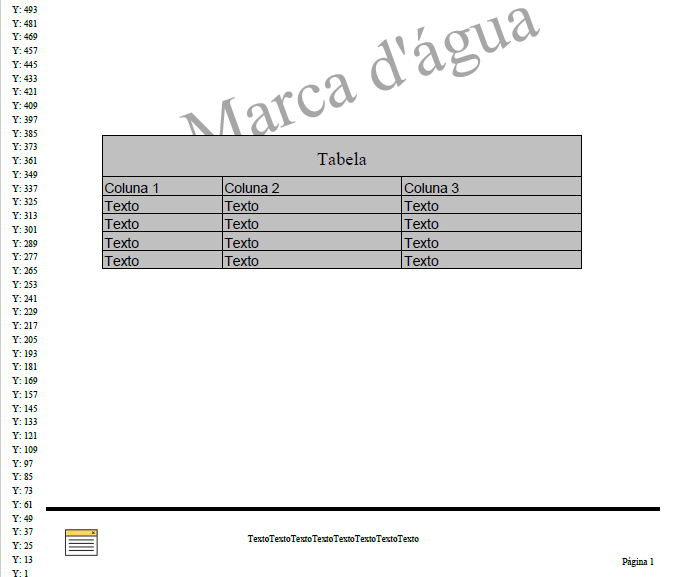 Y: 493
Y: 481
Y: 469
Y: 457
Y: 445
Y: 433
Y: 421
Y: 409
Y: 397
Y: 385
Y: 373
Y: 361
Y: 349
Y: 337
Y: 325
Y: 313
Y: 301
Y: 289
Y: 277
Y: 265
Y: 253
Y: 241
Y: 229
Y: 217
Y: 205
Y: 193
Y: 181
Y: 169
Y: 157
Y: 145
Y: 133
Y: 121
Y: 109
Y: 97
Y: 85
Y: 73
Y: 61
Y: 49
Y: 37
Y: 25
Y: 13
Y: 1
Marca d'água
Tabela
Coluna 1 Coluna 2 Coluna 3
Texto Texto Texto
Texto Texto Texto
Texto Texto Texto
Texto Texto Texto
TextoTextoTextoTextoTextoTextoTextoTexto
Página 1